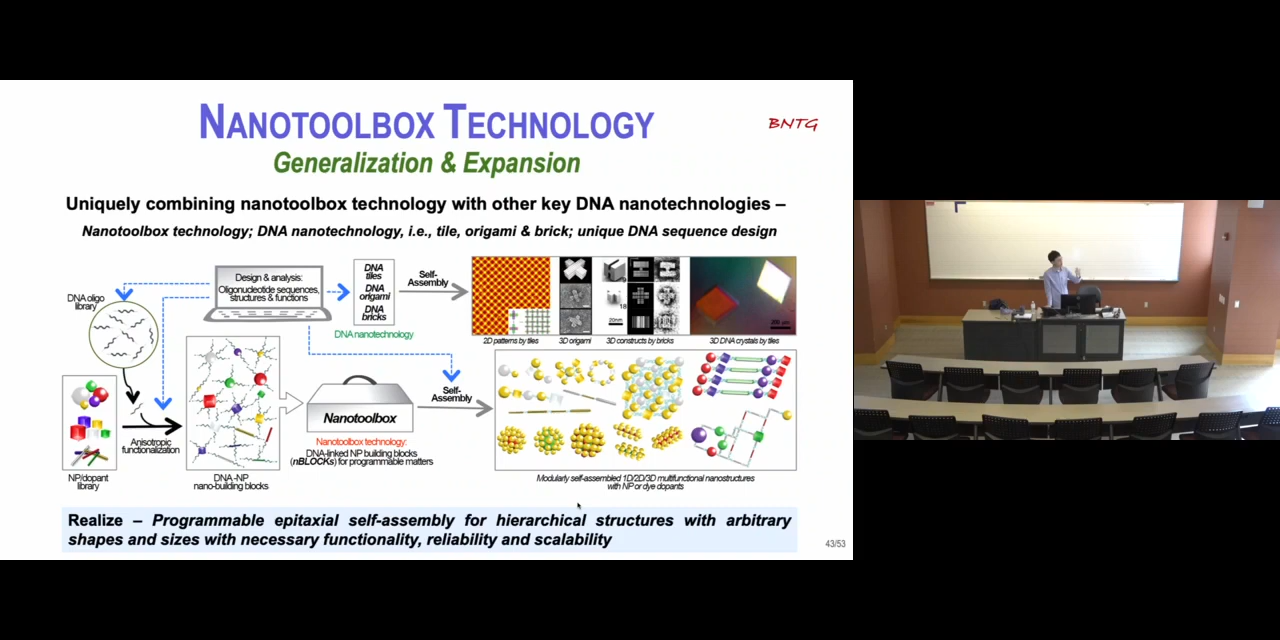 NANOTOOLBOX TECHNOLOGY
BNTG
Generalization & Expansion
Uniquely combining nanotoolbox technology with other key DNA nanotechnologies –
Nanotoolbox technology; DNA nanotechnology, i.e., tile, origami & brick; unique DNA sequence design
DNA oligo
library
Design & analysis:
Oligonucleotide sequences,
structures & functions
DNA
tiles
DNA
origami
DNA
bricks
DNA nanotechnology
Self-
Assembly
20nm
2D patterns by tiles
3D origami
3D constructs by bricks
3D DNA crystals by tiles
NP/dopant
library
Anisotropic
functionalization
DNA-NP
nano-building blocks
Nanotoolbox
Nanotoolbox technology:
DNA-linked NP building blocks
(nBLOCKs) for programmable matters
Self-
Assembly
Modularly self-assembled 1D/2D/3D multifunctional nanostructures
with NP or dye dopants
Realize – Programmable epitaxial self-assembly for hierarchical structures with arbitrary
shapes and sizes with necessary functionality, reliability and scalability
43/53